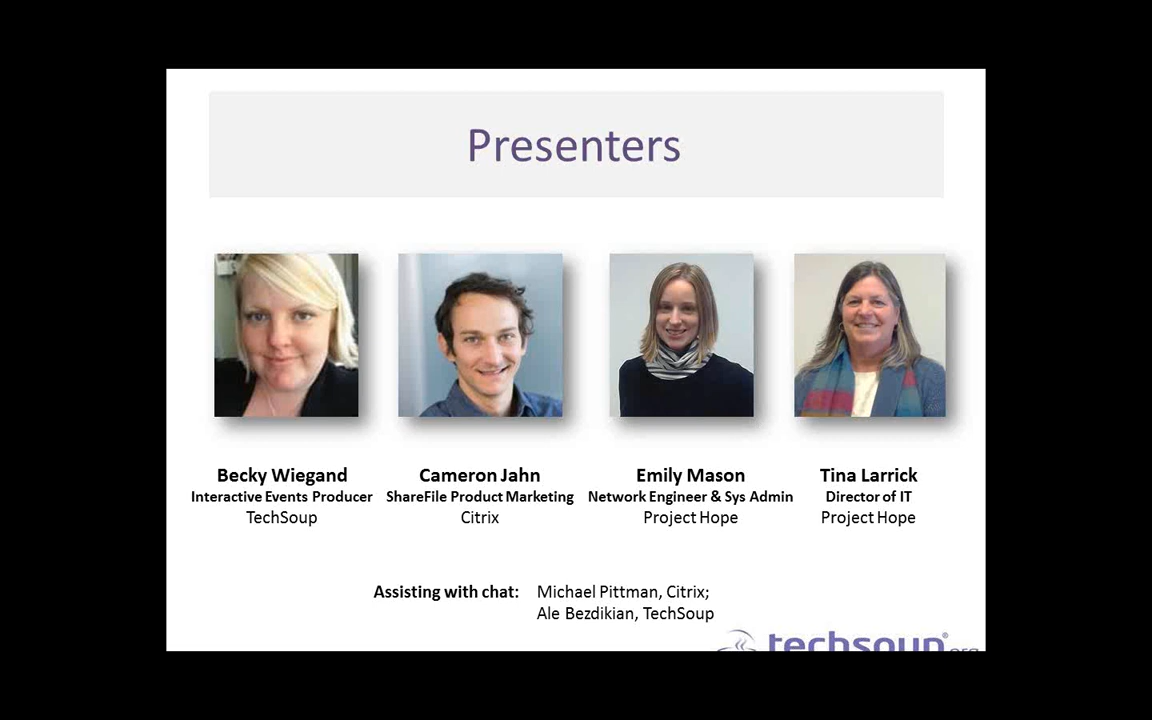 Presenters
Becky Wiegand
Interactive Events Producer
TechSoup
Cameron Jahn
ShareFile Product Marketing
Citrix
Emily Mason
Network Engineer & Sys Admin
Project Hope
Tina Larrick
Director of IT
Project Hope
Assisting with chat: Michael Pittman, Citrix;
Ale Bezdikian, TechSoup
techsoup®.org